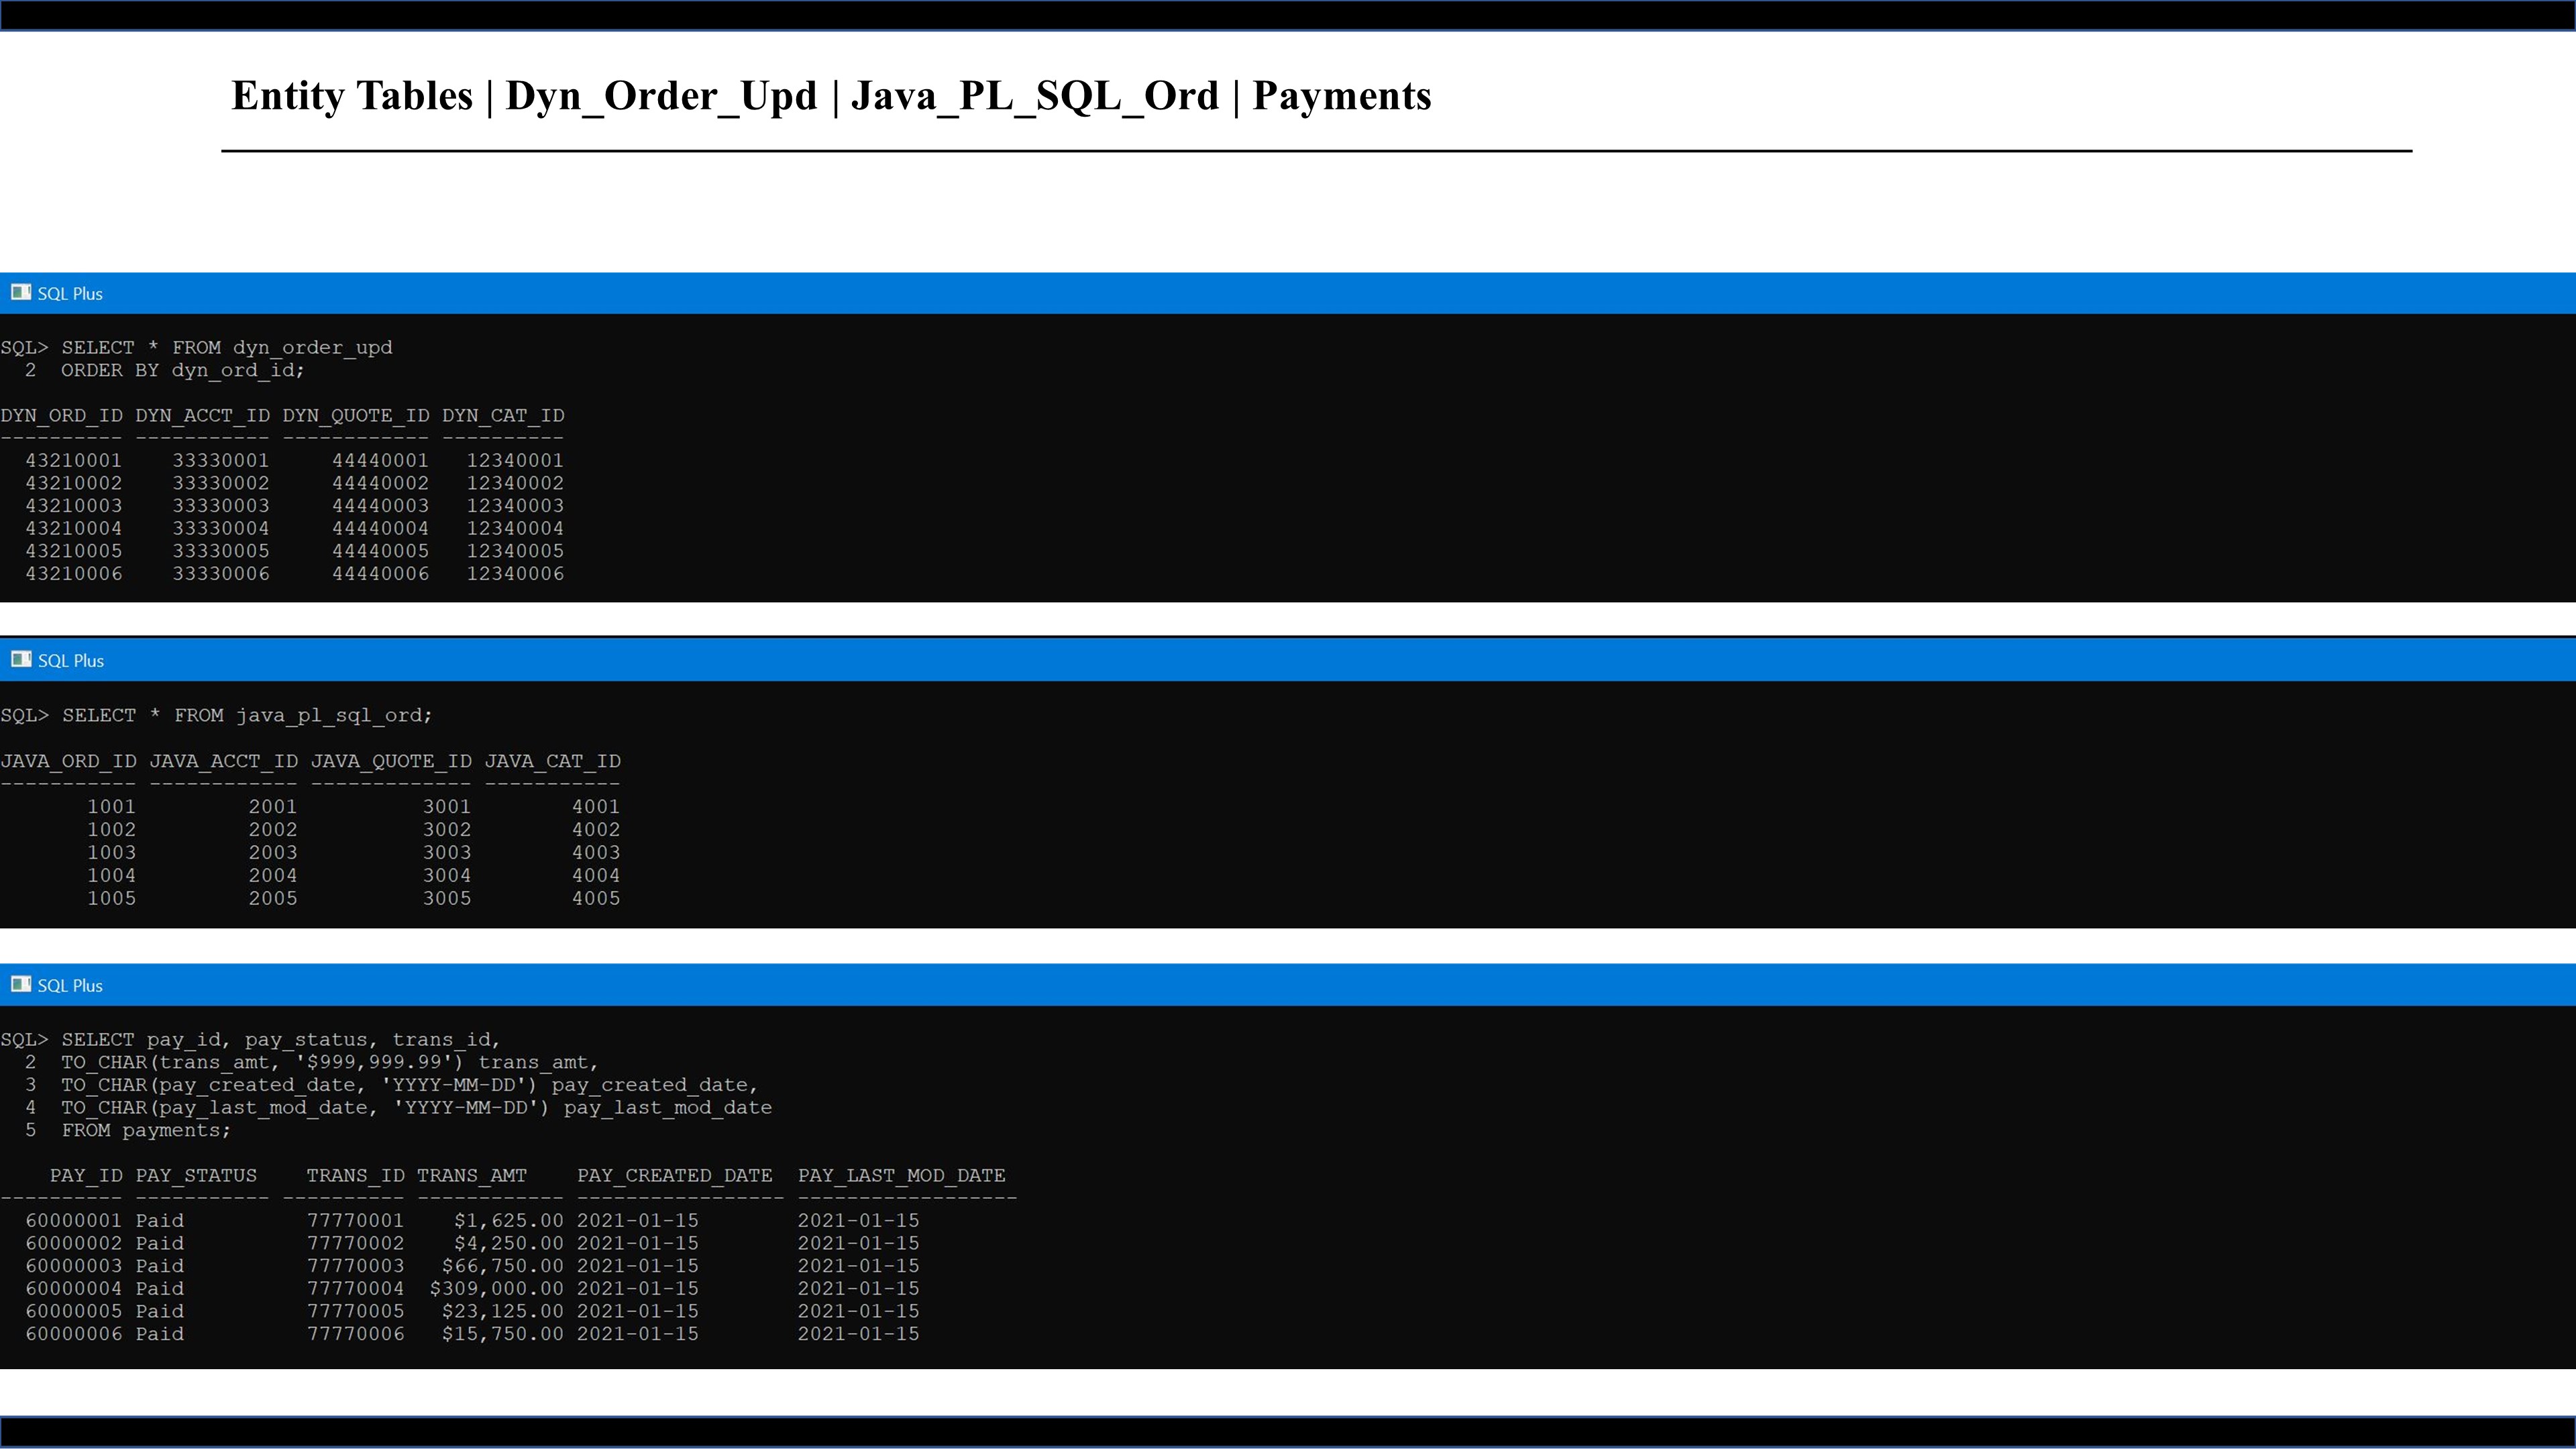 Entity Tables | Dyn_Order_Upd | Java_PL_SQL_Ord | Payments
SQL Plus
SQL> SELECT * FROM dyn_order_upd
  2  ORDER BY dyn_ord_id;
DYN_ORD_ID DYN_ACCT_ID DYN_QUOTE_ID DYN_CAT_ID
---------- ----------- ------------ ----------
  43210001    33330001     44440001   12340001
  43210002    33330002     44440002   12340002
  43210003    33330003     44440003   12340003
  43210004    33330004     44440004   12340004
  43210005    33330005     44440005   12340005
  43210006    33330006     44440006   12340006
SQL Plus
SQL> SELECT * FROM java_pl_sql_ord;
JAVA_ORD_ID JAVA_ACCT_ID JAVA_QUOTE_ID JAVA_CAT_ID
----------- ------------ ------------- -----------
       1001         2001          3001        4001
       1002         2002          3002        4002
       1003         2003          3003        4003
       1004         2004          3004        4004
       1005         2005          3005        4005
SQL Plus
SQL> SELECT pay_id, pay_status, trans_id,
  2  TO_CHAR(trans_amt, '$999,999.99') trans_amt,
  3  TO_CHAR(pay_created_date, 'YYYY-MM-DD') pay_created_date,
  4  TO_CHAR(pay_last_mod_date, 'YYYY-MM-DD') pay_last_mod_date
  5  FROM payments;
    PAY_ID PAY_STATUS    TRANS_ID TRANS_AMT    PAY_CREATED_DATE  PAY_LAST_MOD_DATE
---------- ----------- ---------- ------------ ----------------- ------------------
  60000001 Paid          77770001    $1,625.00 2021-01-15        2021-01-15
  60000002 Paid          77770002    $4,250.00 2021-01-15        2021-01-15
  60000003 Paid          77770003   $66,750.00 2021-01-15        2021-01-15
  60000004 Paid          77770004  $309,000.00 2021-01-15        2021-01-15
  60000005 Paid          77770005   $23,125.00 2021-01-15        2021-01-15
  60000006 Paid          77770006   $15,750.00 2021-01-15        2021-01-15